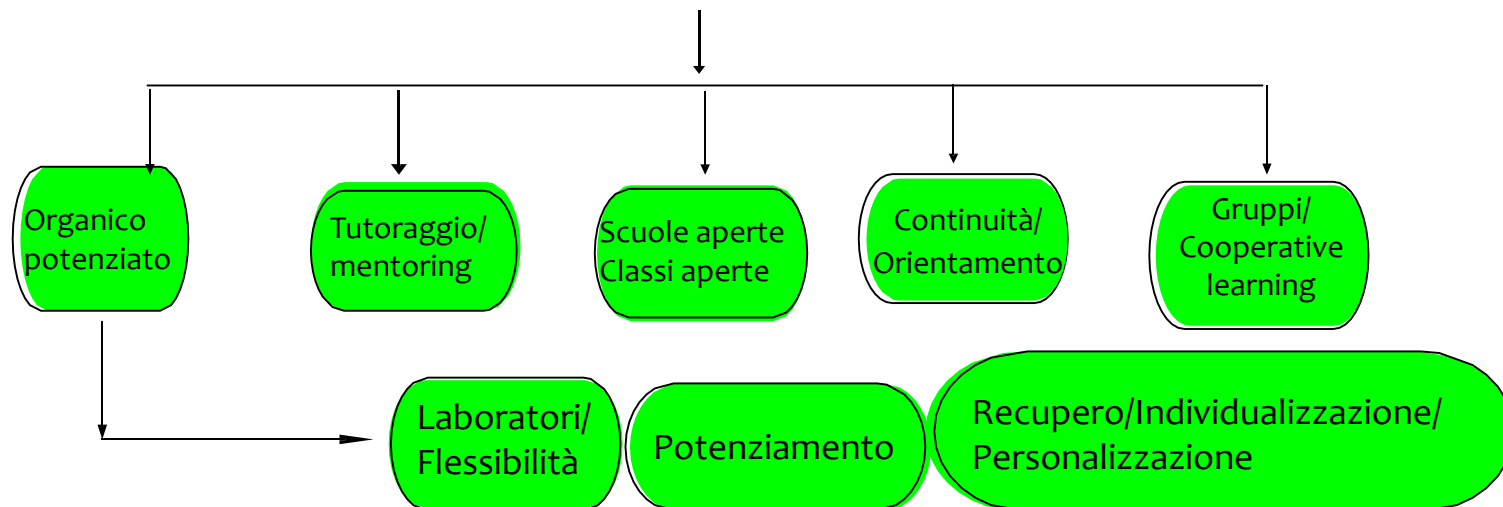 Organico
potenziato
Tutoraggio/
mentoring
Scuole aperte
Classi aperte
Continuità/
Orientamento
Gruppi/
Cooperative
learning
Laboratori/
Flessibilità
Potenziamento
Recupero/Individualizzazione/
Personalizzazione